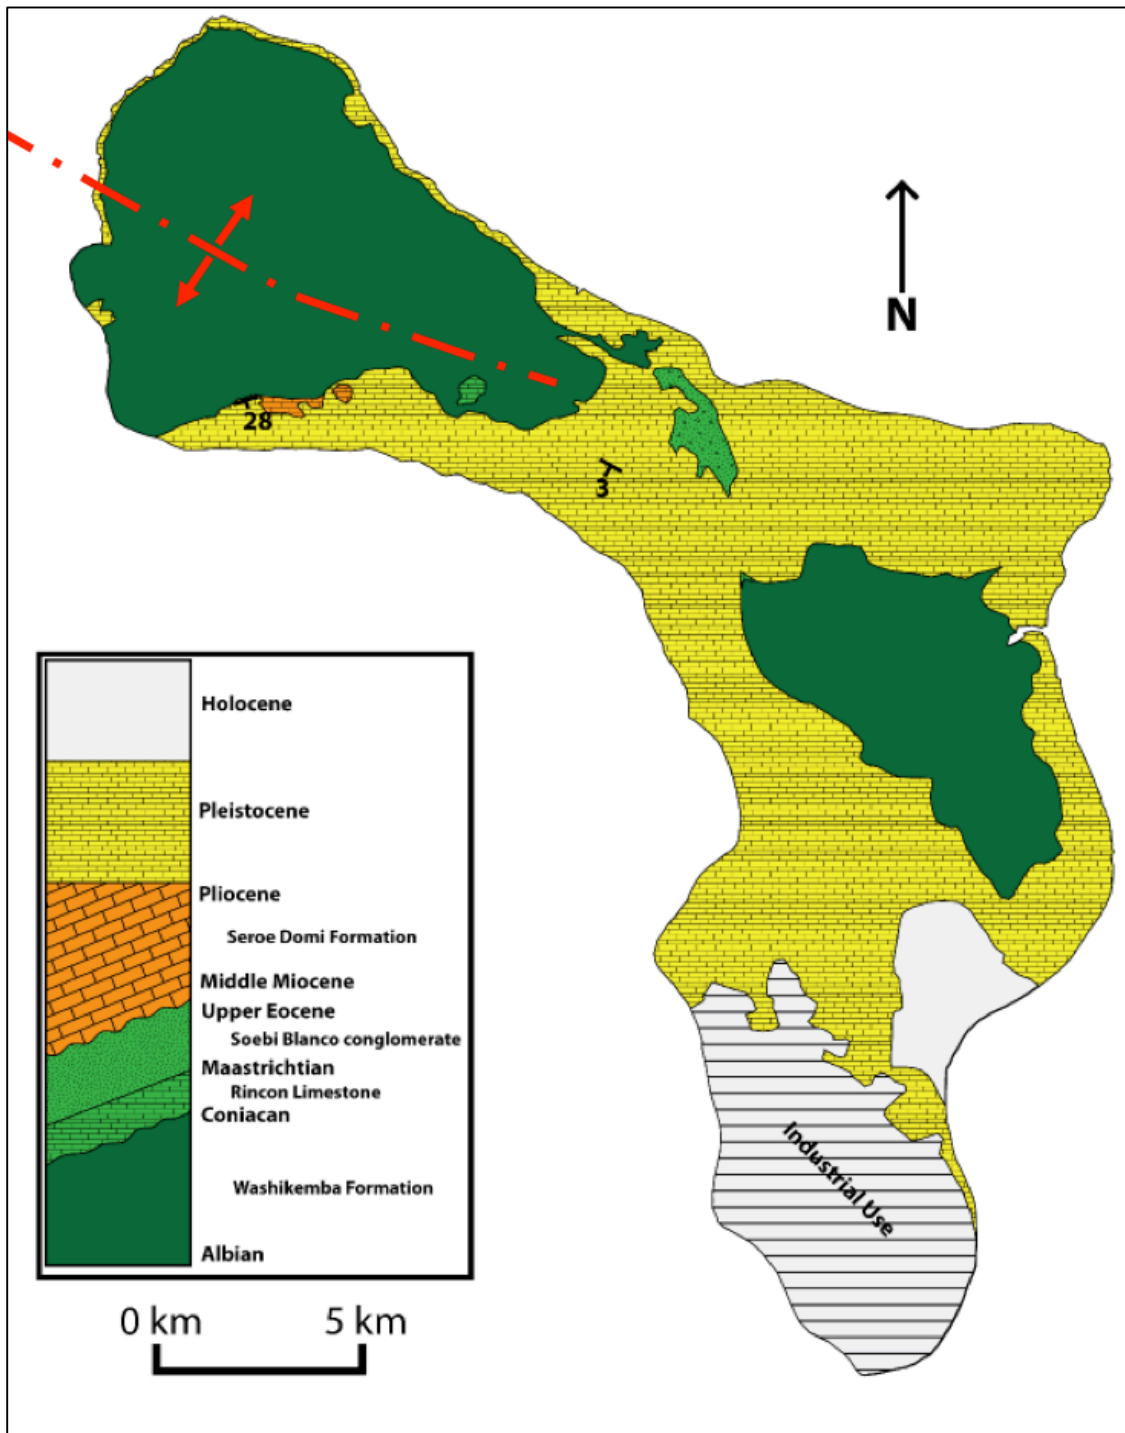 N
28
3
Holocene
Pleistocene
Pliocene
Seroe Domi Formation
Middle Miocene
Upper Eocene
Soebi Blanco conglomerate
Maastrichtian
Rincon Limestone
Coniacan
Washikemba Formation
Albian
Industrial Use
0 km
5 km